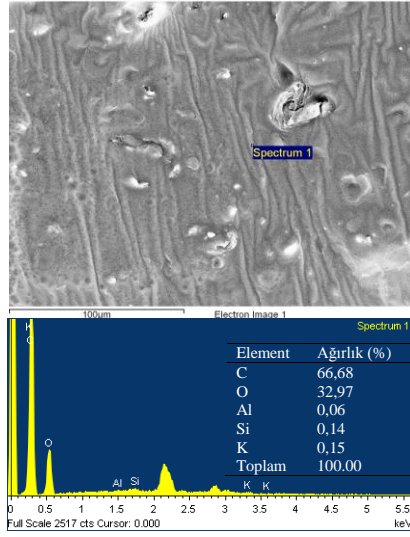 Spectrum 1
100µm
Electron Image 1
Spectrum 1
K
C
O
Al
Si
K
K
Element Ağırlık (%)
C 66,68
O 32,97
Al 0,06
Si 0,14
K 0,15
Toplam 100.00
0 0.5 1 1.5 2 2.5 3 3.5 4 4.5 5 5.5
Full Scale 2517 cts Cursor: 0.000 keV